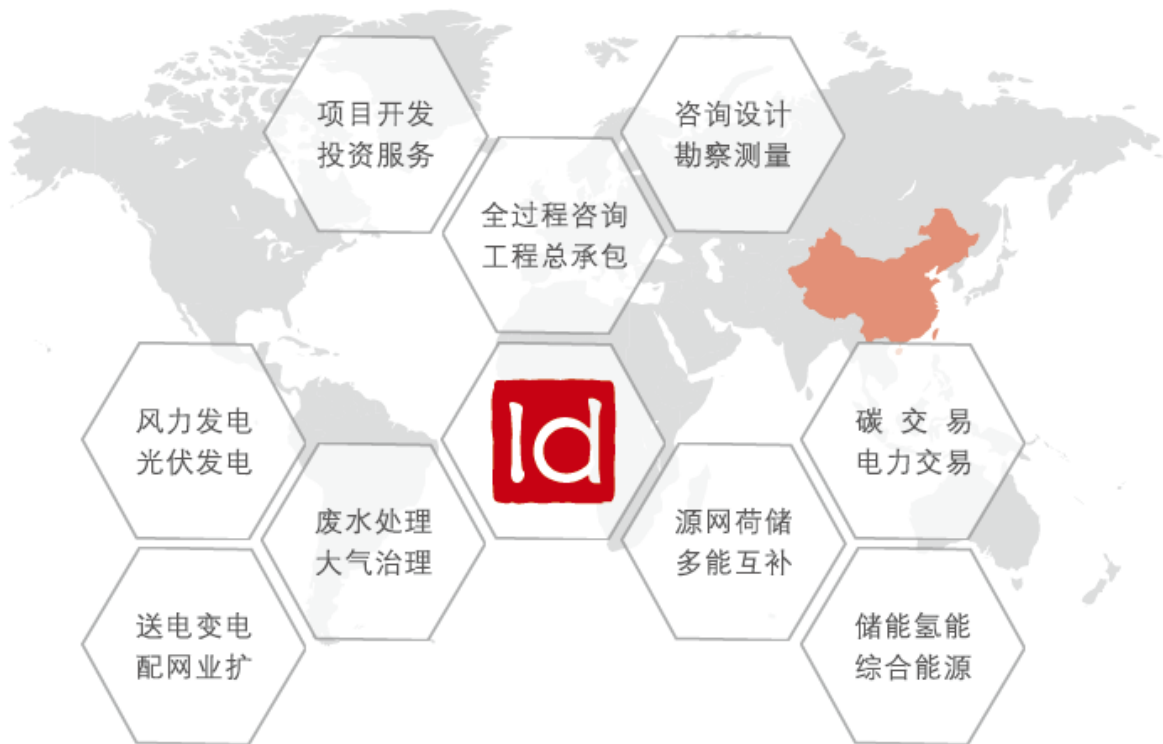 项目开发
投资服务
咨询设计
勘察测量
全过程咨询
工程总承包
风力发电
光伏发电
ld
碳 交 易
电力交易
废水处理
大气治理
源网荷储
多能互补
送电变电
配网业扩
储能氢能
综合能源